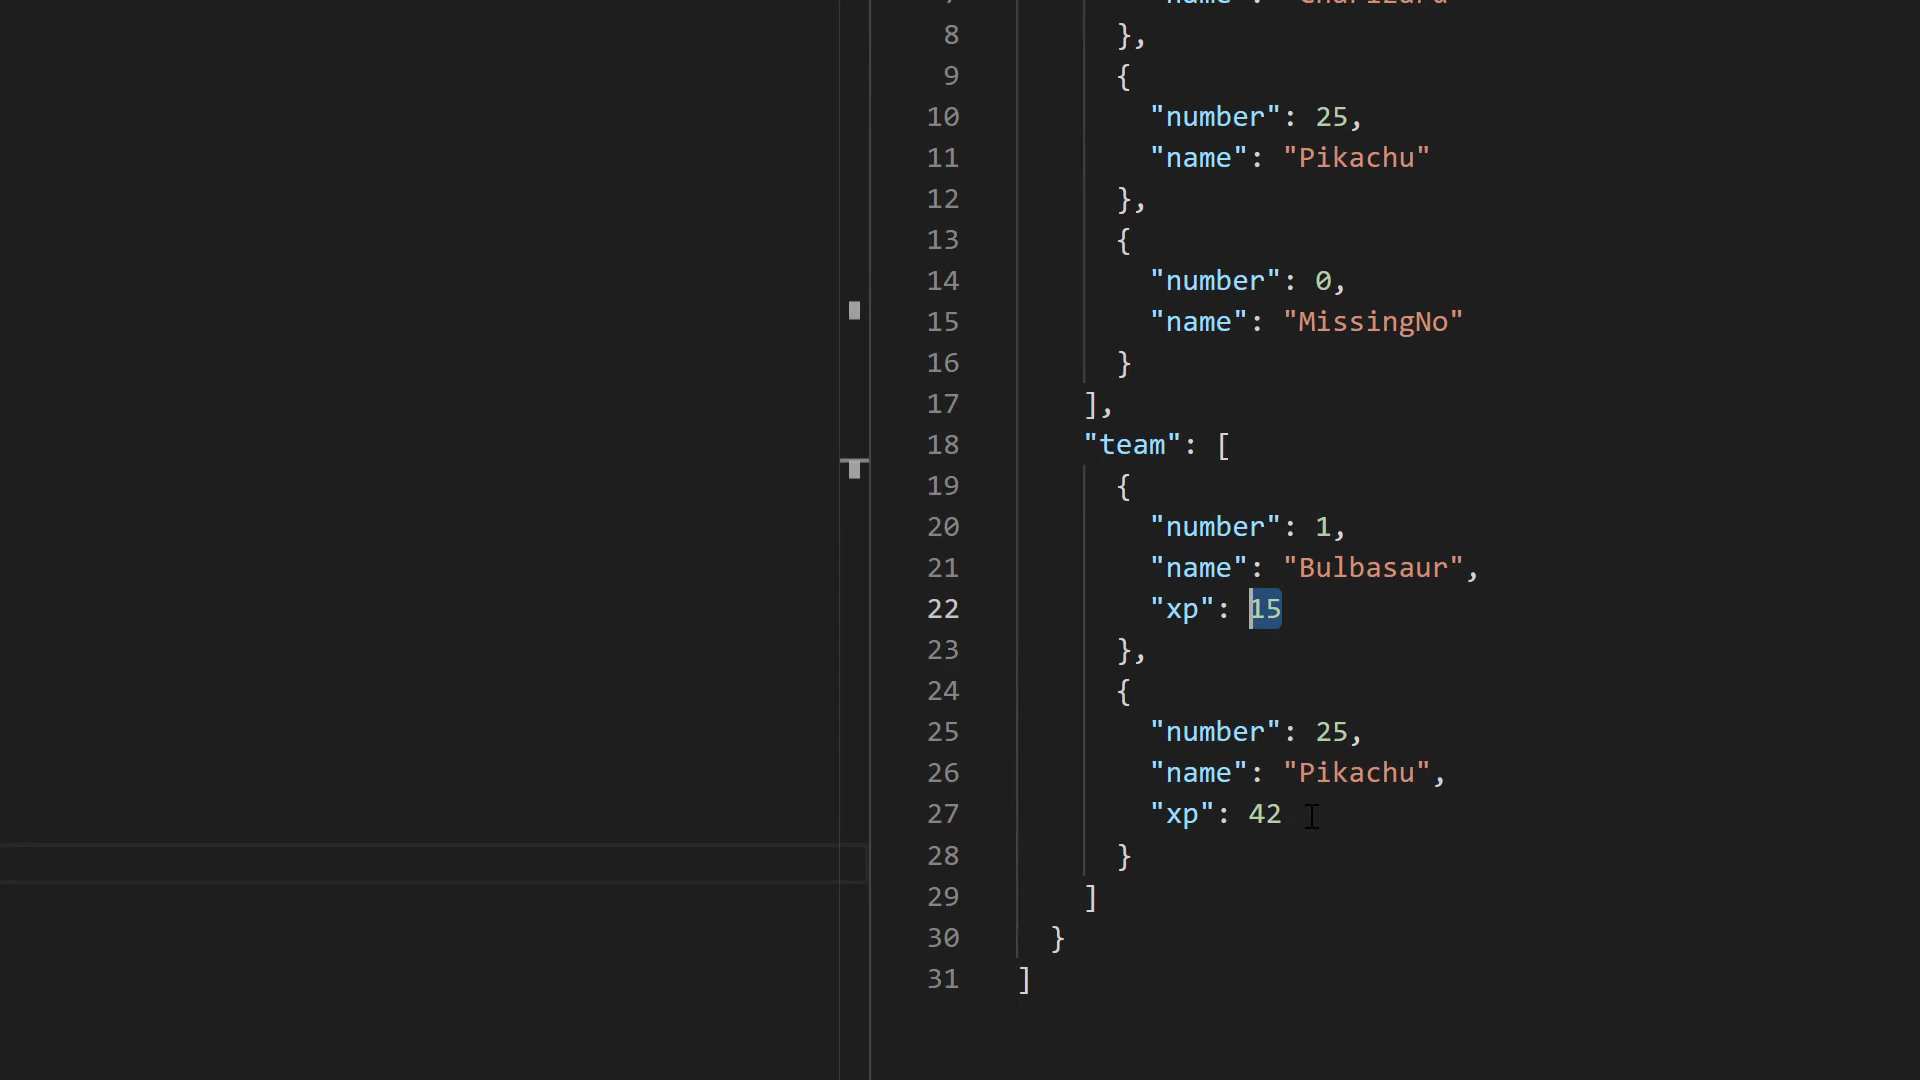 8 },
9 {
10 "number": 25,
11 "name": "Pikachu"
12 },
13 {
14 "number": 0,
15 "name": "MissingNo"
16 }
17 ],
18 "team": [
19 {
20 "number": 1,
21 "name": "Bulbasaur",
22 "xp": 15
23 },
24 {
25 "number": 25,
26 "name": "Pikachu",
27 "xp": 42
28 }
29 ]
30 }
31 ]